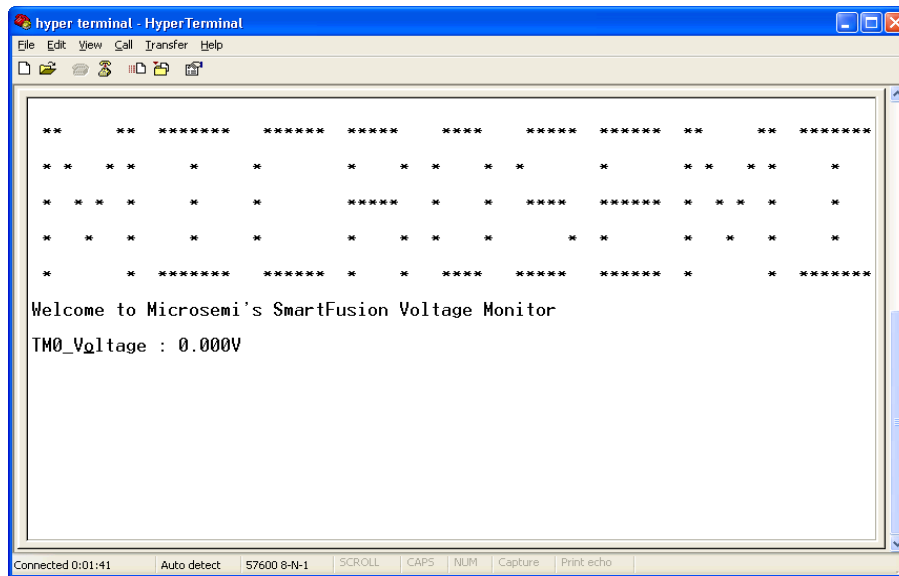 hyper terminal - HyperTerminal
File Edit View Call Transfer Help
**      **  *******   ******  *****    ****    *****  ******  **     **  *******
* *   * *     *     *        *    * *    * *       *       * *   * *      *
*  * *  *     *     *        *****  *    *  ****   ******  *  * *  *      *
*   *   *     *     *        *    * *    *      *  *       *   *   *      *
*       *  *******   ******  *    *  ****   *****  ******  *       *  *******
Welcome to Microsemi's SmartFusion Voltage Monitor
TM0_Voltage : 0.000V
Connected 0:01:41 Auto detect 57600 8-N-1 SCROLL CAPS NUM Capture Print echo